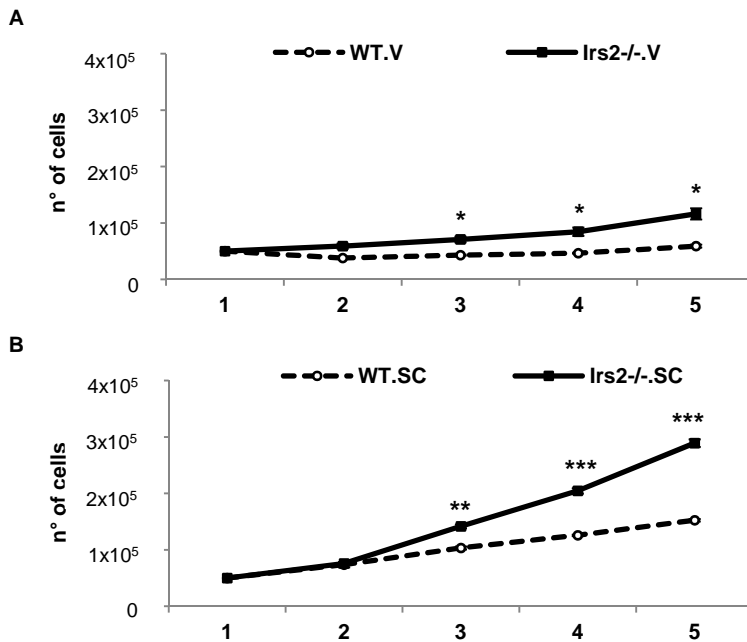 A
WT.V Irs2-/-.V
n° of cells
4x10⁵
3x10⁵
2x10⁵
1x10⁵
0
*
*
*
1 2 3 4 5
B
WT.SC Irs2-/-.SC
n° of cells
4x10⁵
3x10⁵
2x10⁵
1x10⁵
0
**
***
***
1 2 3 4 5